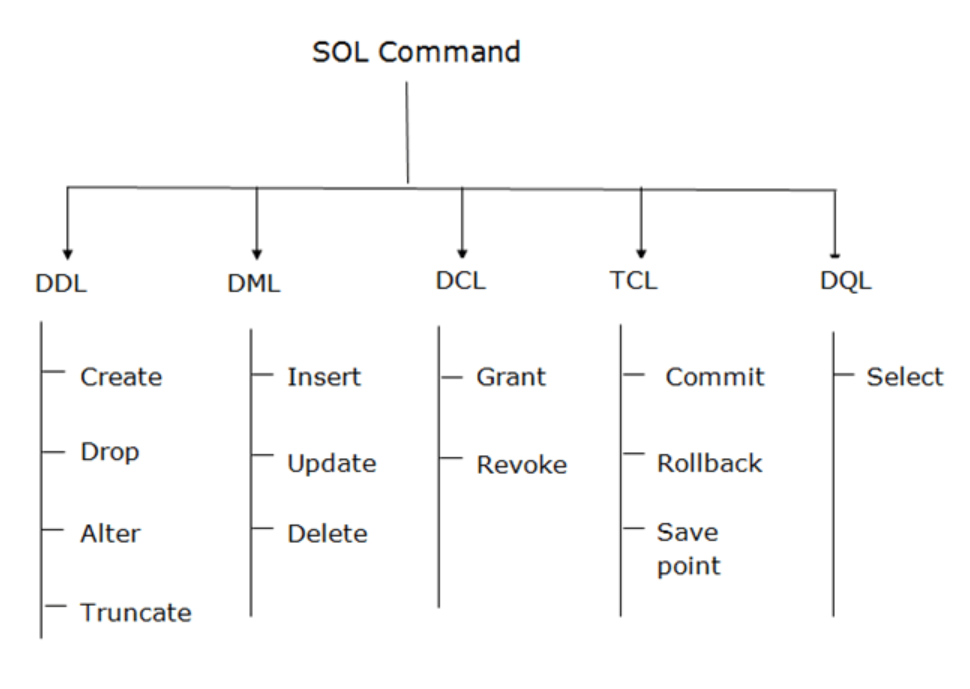 SOL Command
DDL
DML
DCL
TCL
DQL
Create
Drop
Alter
Truncate
Insert
Update
Delete
Grant
Revoke
Commit
Rollback
Save
point
Select